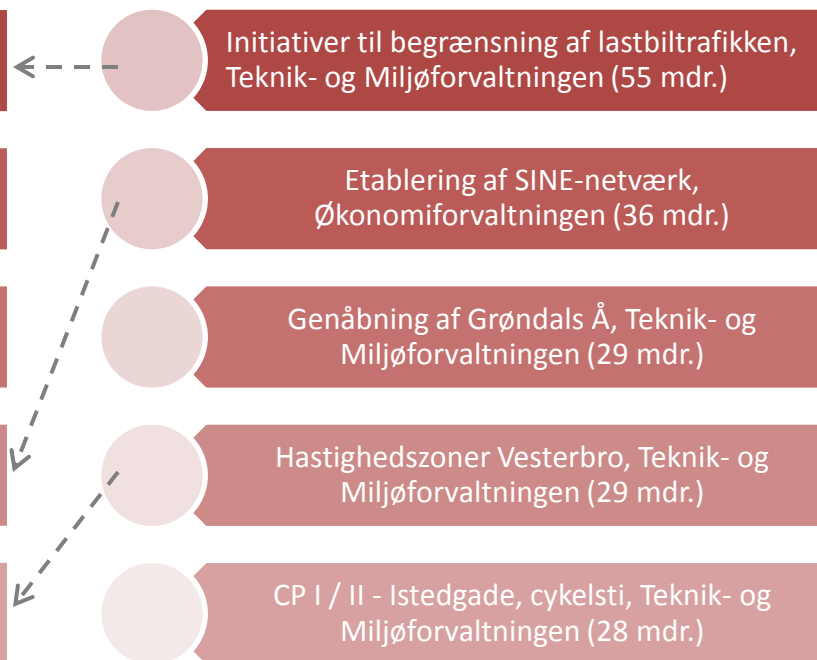 Initiativer til begrænsning af lastbiltrafikken,
Teknik- og Miljøforvaltningen (55 mdr.)
Etablering af SINE-netværk,
Økonomiforvaltningen (36 mdr.)
Genåbning af Grøndals Å, Teknik- og
Miljøforvaltningen (29 mdr.)
Hastighedszoner Vesterbro, Teknik- og
Miljøforvaltningen (29 mdr.)
CP I / II - Istedgade, cykelsti, Teknik- og
Miljøforvaltningen (28 mdr.)